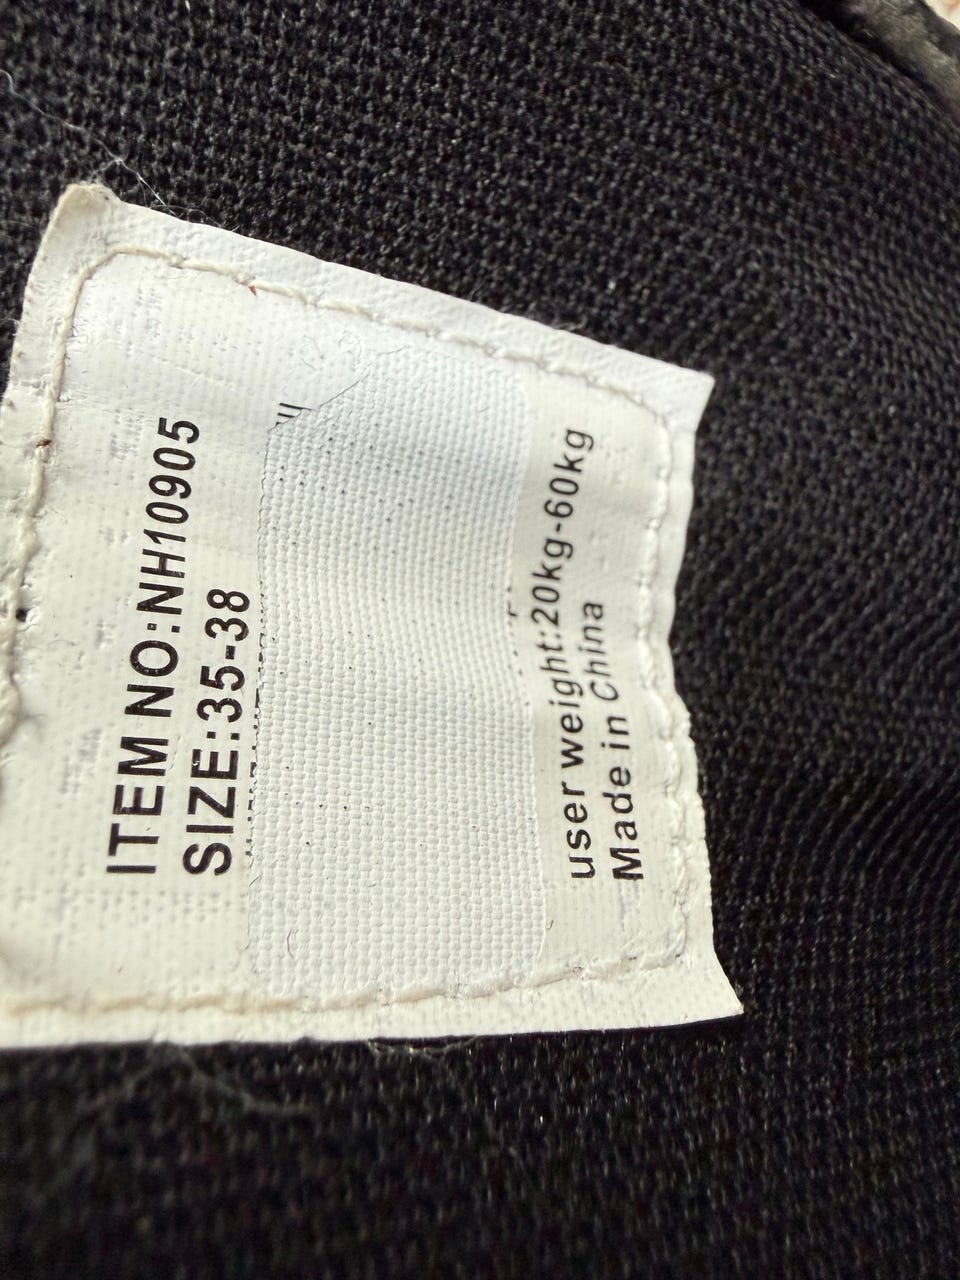 ITEM NO:NH10905
SIZE:35-38
user weight:20kg-60kg
Made in China